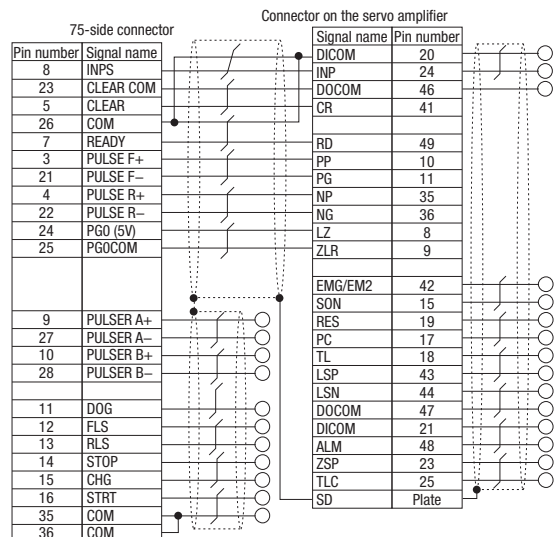 75-side connector
Pin number Signal name
8 INPS
23 CLEAR COM
5 CLEAR
26 COM
7 READY
3 PULSE F+
21 PULSE F−
4 PULSE R+
22 PULSE R−
24 PG0 (5V)
25 PG0COM
9 PULSER A+
27 PULSER A−
10 PULSER B+
28 PULSER B−
11 DOG
12 FLS
13 RLS
14 STOP
15 CHG
16 STRT
35 COM
36 COM
Connector on the servo amplifier
Signal name Pin number
DICOM 20
INP 24
DOCOM 46
CR 41
RD 49
PP 10
PG 11
NP 35
NG 36
LZ 8
ZLR 9
EMG/EM2 42
SON 15
RES 19
PC 17
TL 18
LSP 43
LSN 44
DOCOM 47
DICOM 21
ALM 48
ZSP 23
TLC 25
SD Plate